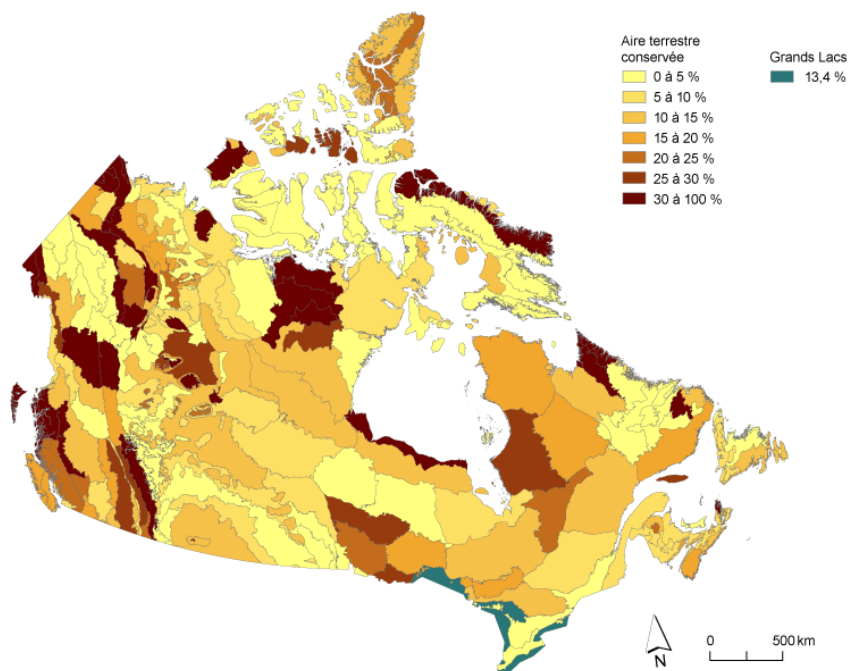 Aire terrestre
conservée
0 à 5 %
5 à 10 %
10 à 15 %
15 à 20 %
20 à 25 %
25 à 30 %
30 à 100 %
Grands Lacs
13,4 %
N
0 500 km